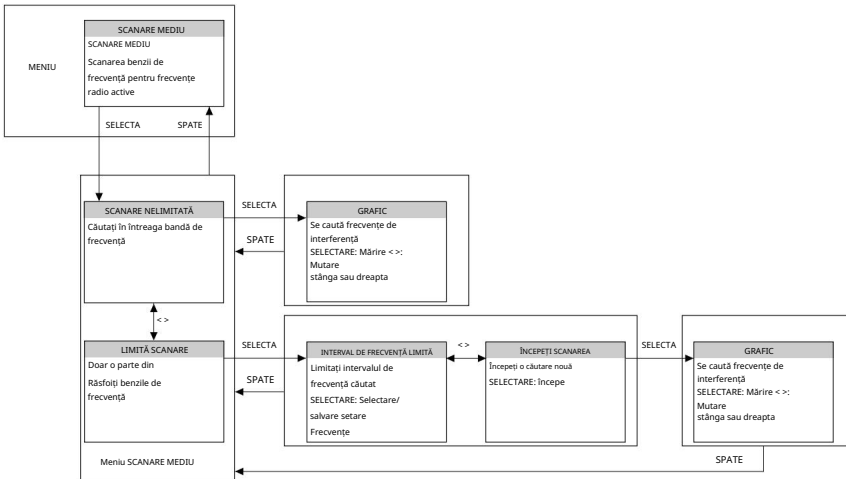 SCANARE MEDIU
SCANARE MEDIU
Scanarea benzii de
frecvență pentru frecvențe
radio active
MENIU
SELECTA
SPATE
SCANARE NELIMITATĂ
Căutați în întreaga bandă de
frecvență
SELECTA
SPATE
GRAFIC
Se caută frecvențe de
interferență
SELECTARE: Mărire < >:
Mutare
stânga sau dreapta
< >
LIMITĂ SCANARE
Doar o parte din
Răsfoiți benzile de
frecvență
SELECTA
SPATE
INTERVAL DE FRECVENȚĂ LIMITĂ
Limitați intervalul de
frecvență căutat
SELECTARE: Selectare/
salvare setare
Frecvențe
< >
ÎNCEPEȚI SCANAREA
Începeți o căutare nouă
SELECTARE: începe
SELECTA
GRAFIC
Se caută frecvențe de
interferență
SELECTARE: Mărire < >:
Mutare
stânga sau dreapta
SPATE
Meniu SCANARE MEDIU